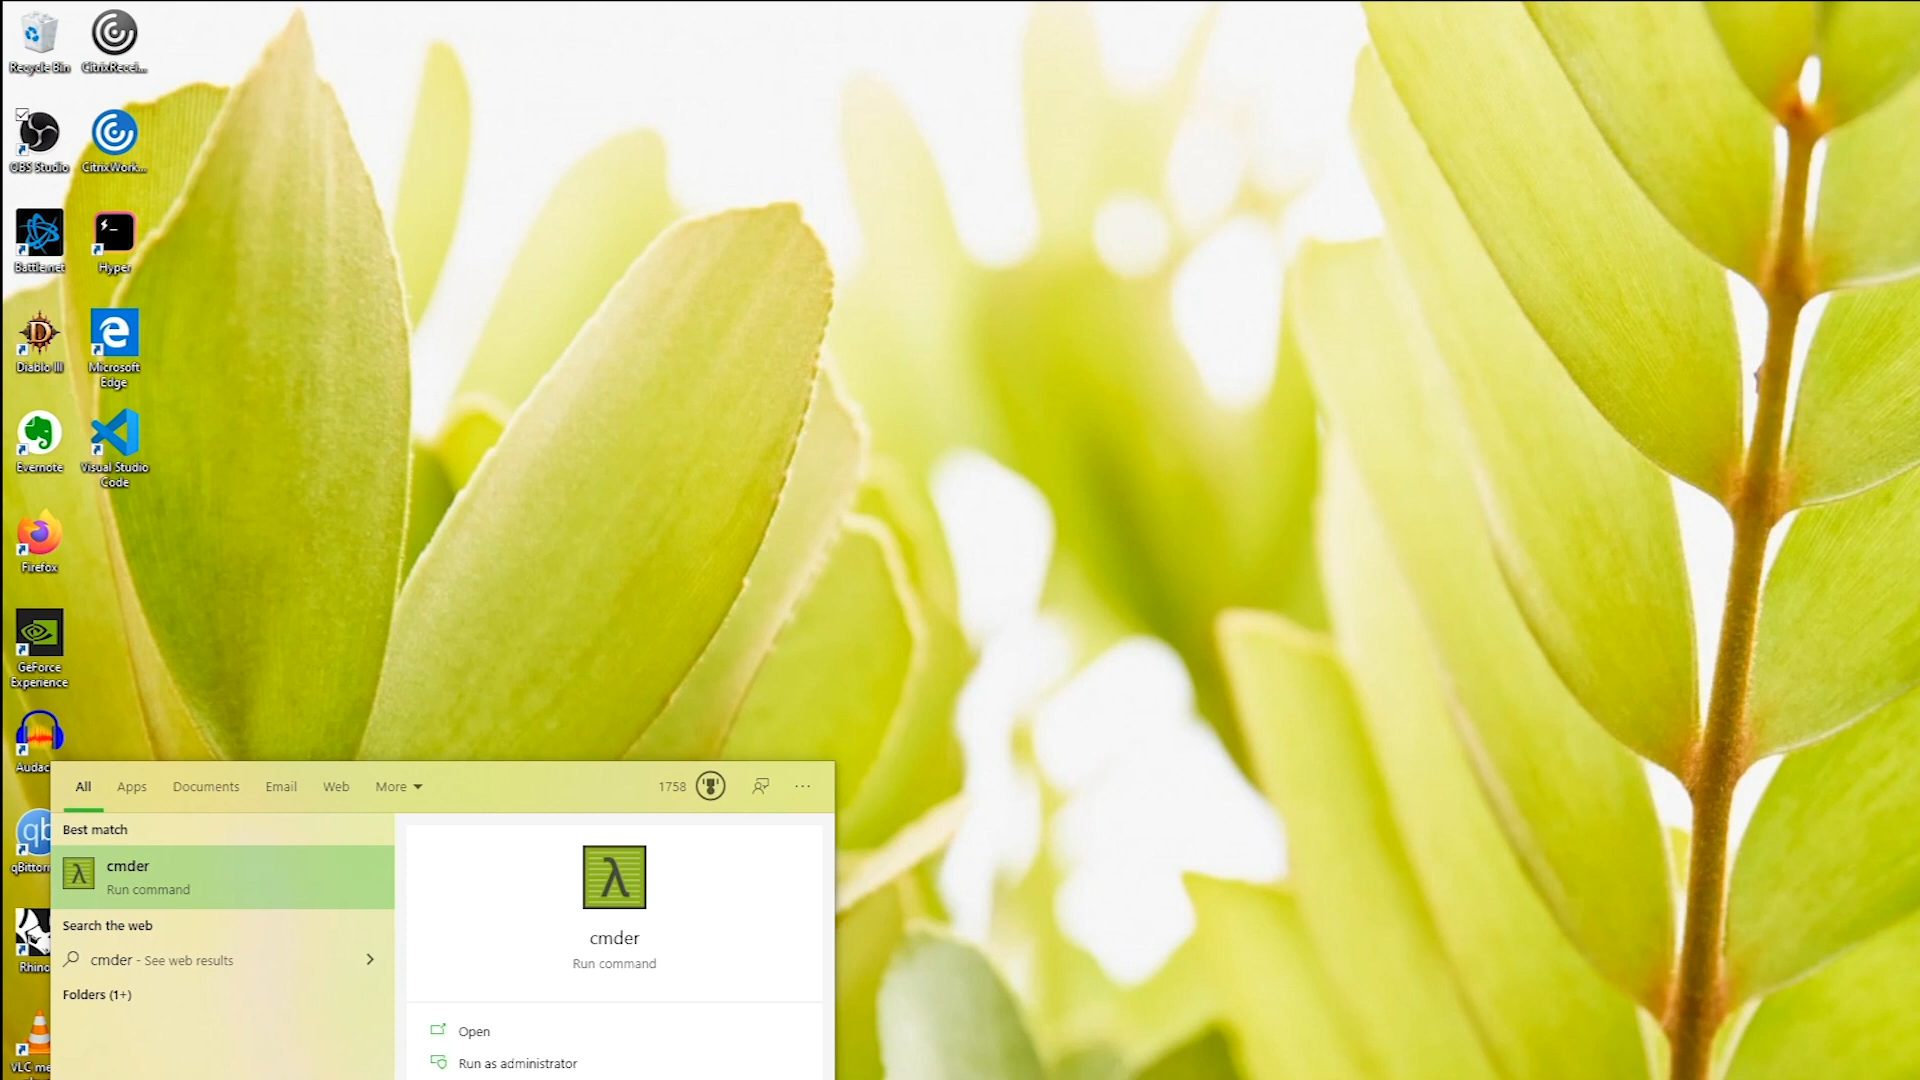 Recycle Bin
CitrixRecei...
OBS Studio
CitrixWork...
Battle.net
Hyper
Diablo III
Microsoft
Edge
Evernote
Visual Studio
Code
Firefox
GeForce
Experience
Audac
qBittorr
Rhino
VLC me
All Apps Documents Email Web More 1758 ...
Best match
cmder
Run command
Search the web
cmder - See web results
Folders (1+)
cmder
Run command
Open
Run as administrator